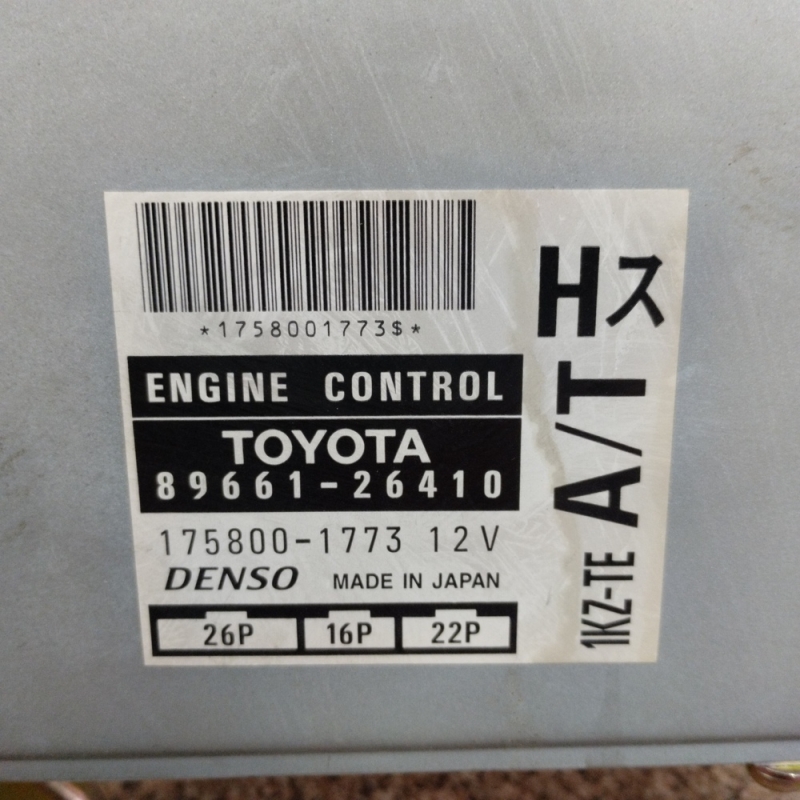 *1758001773$*
ENGINE CONTROL
TOYOTA
89661-26410
175800-1773 12V
DENSO MADE IN JAPAN
26P 16P 22P
Hス
A/T
1KZ-TE